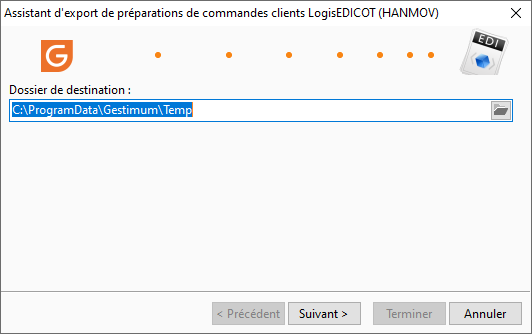 Assistant d'export de préparations de commandes clients LogisEDICOT (HANMOV)
G
EDI
Dossier de destination :
C:\ProgramData\Gestimum\Temp
< Précédent Suivant > Terminer Annuler